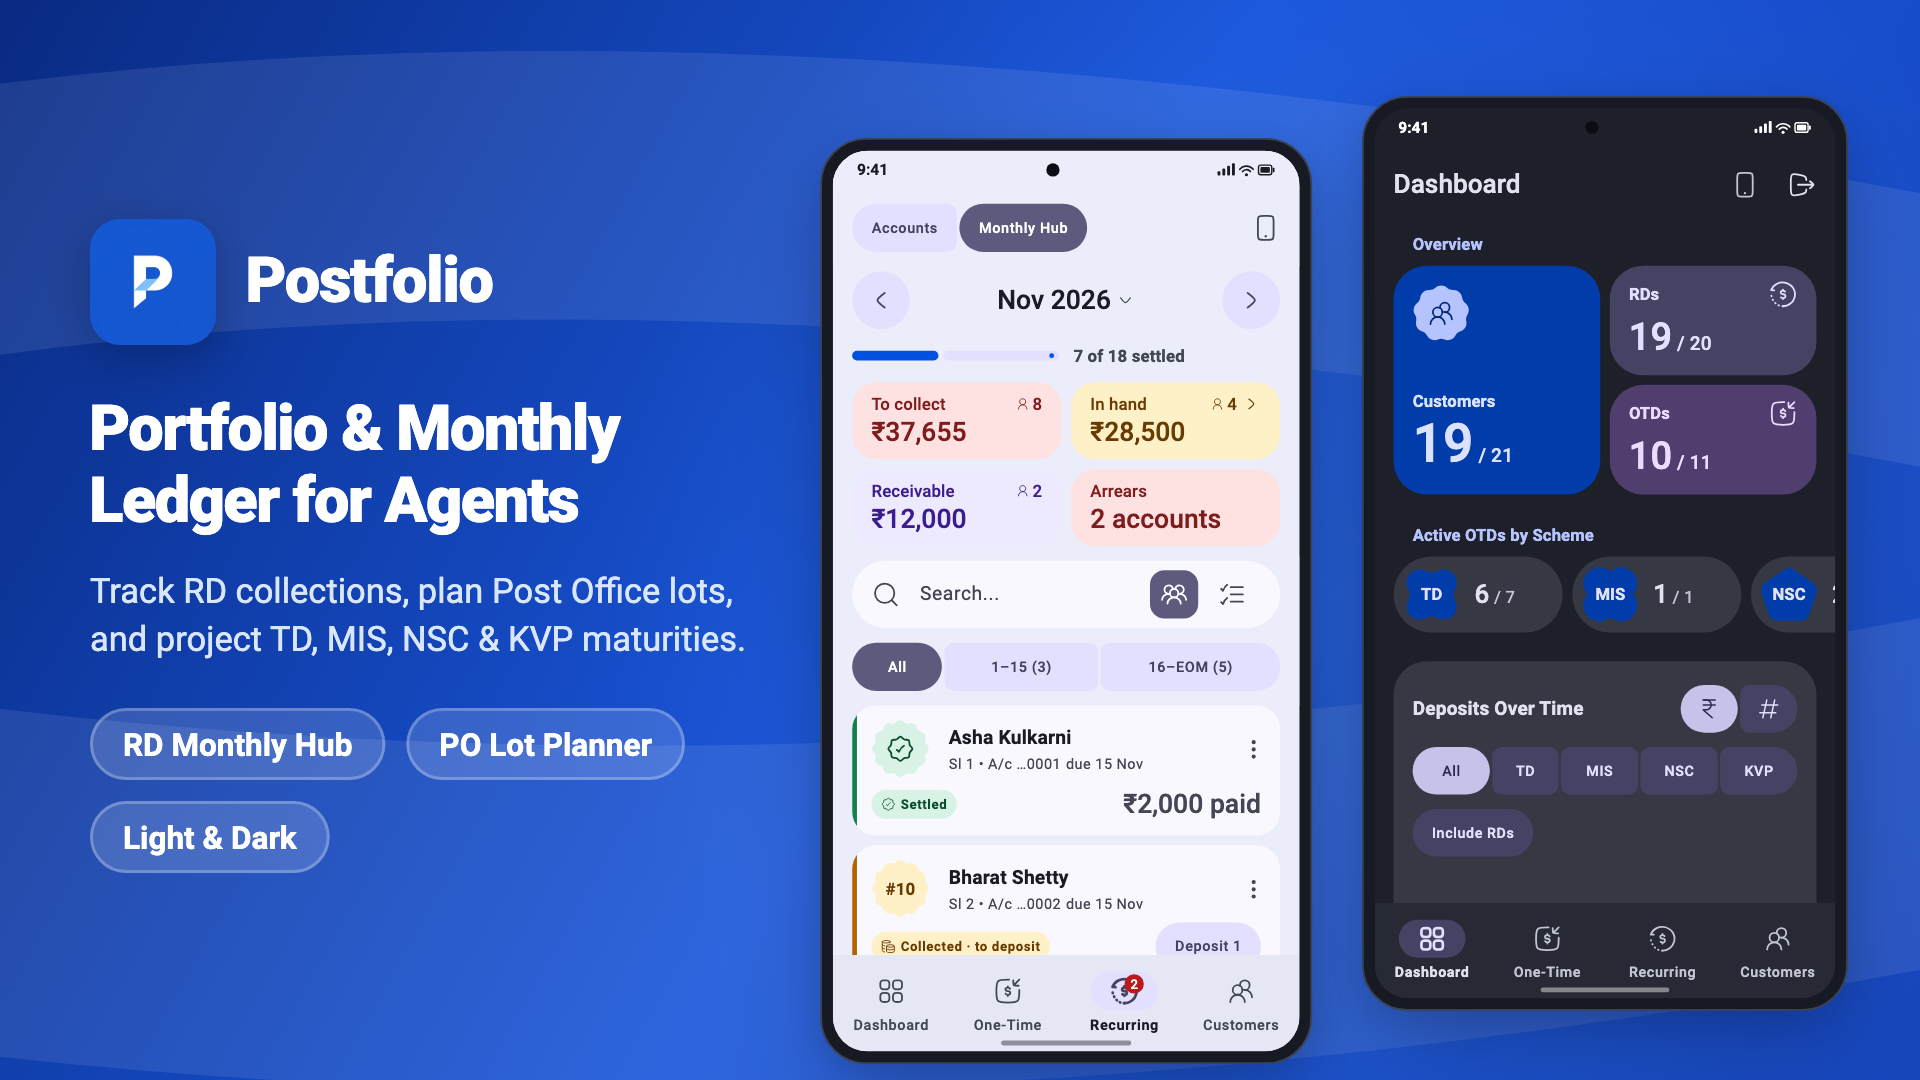 Postfolio
Portfolio & Monthly
Ledger for Agents
Track RD collections, plan Post Office lots,
and project TD, MIS, NSC & KVP maturities.
RD Monthly Hub
PO Lot Planner
Light & Dark
9:41
Accounts
Monthly Hub
Nov 2026
7 of 18 settled
To collect
8
₹37,655
In hand
4
₹28,500
Receivable
2
₹12,000
Arrears
2 accounts
Search...
All
1–15 (3)
16–EOM (5)
Asha Kulkarni
Sl 1 • A/c …0001 due 15 Nov
Settled
₹2,000 paid
#10
Bharat Shetty
Sl 2 • A/c …0002 due 15 Nov
Collected · to deposit
Deposit 1
Dashboard
One-Time
2
Recurring
Customers
9:41
Dashboard
Overview
Customers
19 / 21
RDs
19 / 20
OTDs
10 / 11
Active OTDs by Scheme
TD
6 / 7
MIS
1 / 1
NSC
Deposits Over Time
₹
#
All
TD
MIS
NSC
KVP
Include RDs
Dashboard
One-Time
Recurring
Customers